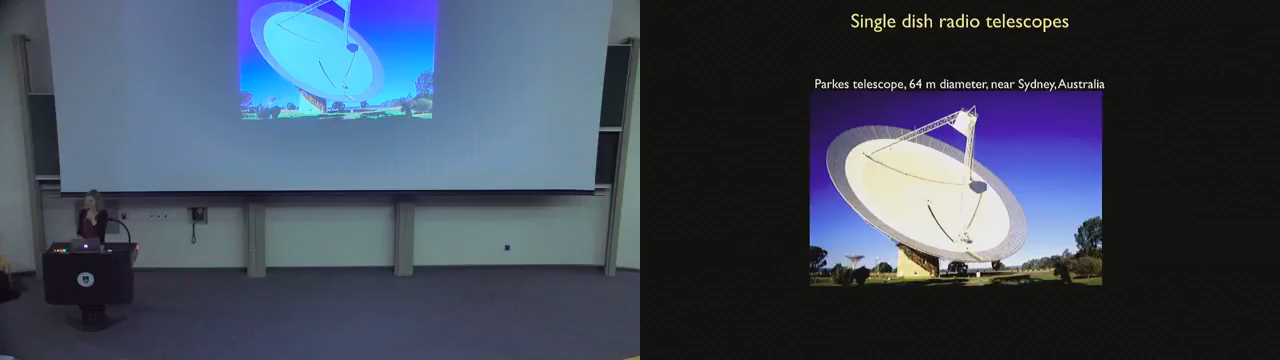 Single dish radio telescopes
Parkes telescope, 64 m diameter, near Sydney, Australia